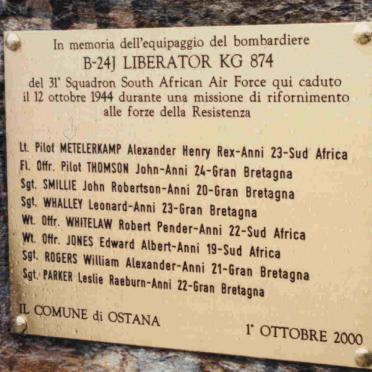 In memoria dell'equipaggio del bombardiere
B-24J LIBERATOR KG 874
del 31° Squadron South African Air Force qui caduto
il 12 ottobre 1944 durante una missione di rifornimento
alle forze della Resistenza
Lt. Pilot METELERKAMP Alexander Henry Rex-Anni 23-Sud Africa
Fl. Offr. Pilot THOMSON John-Anni 24-Gran Bretagna
Sgt. SMILLIE John Robertson-Anni 20-Gran Bretagna
Sgt. WHALLEY Leonard-Anni 23-Gran Bretagna
Wt. Offr. WHITELAW Robert Pender-Anni 22-Sud Africa
Wt. Offr. JONES Edward Albert-Anni 19-Sud Africa
Sgt. ROGERS William Alexander-Anni 21-Gran Bretagna
Sgt. PARKER Leslie Raeburn-Anni 22-Gran Bretagna
IL COMUNE di OSTANA
1° OTTOBRE 2000